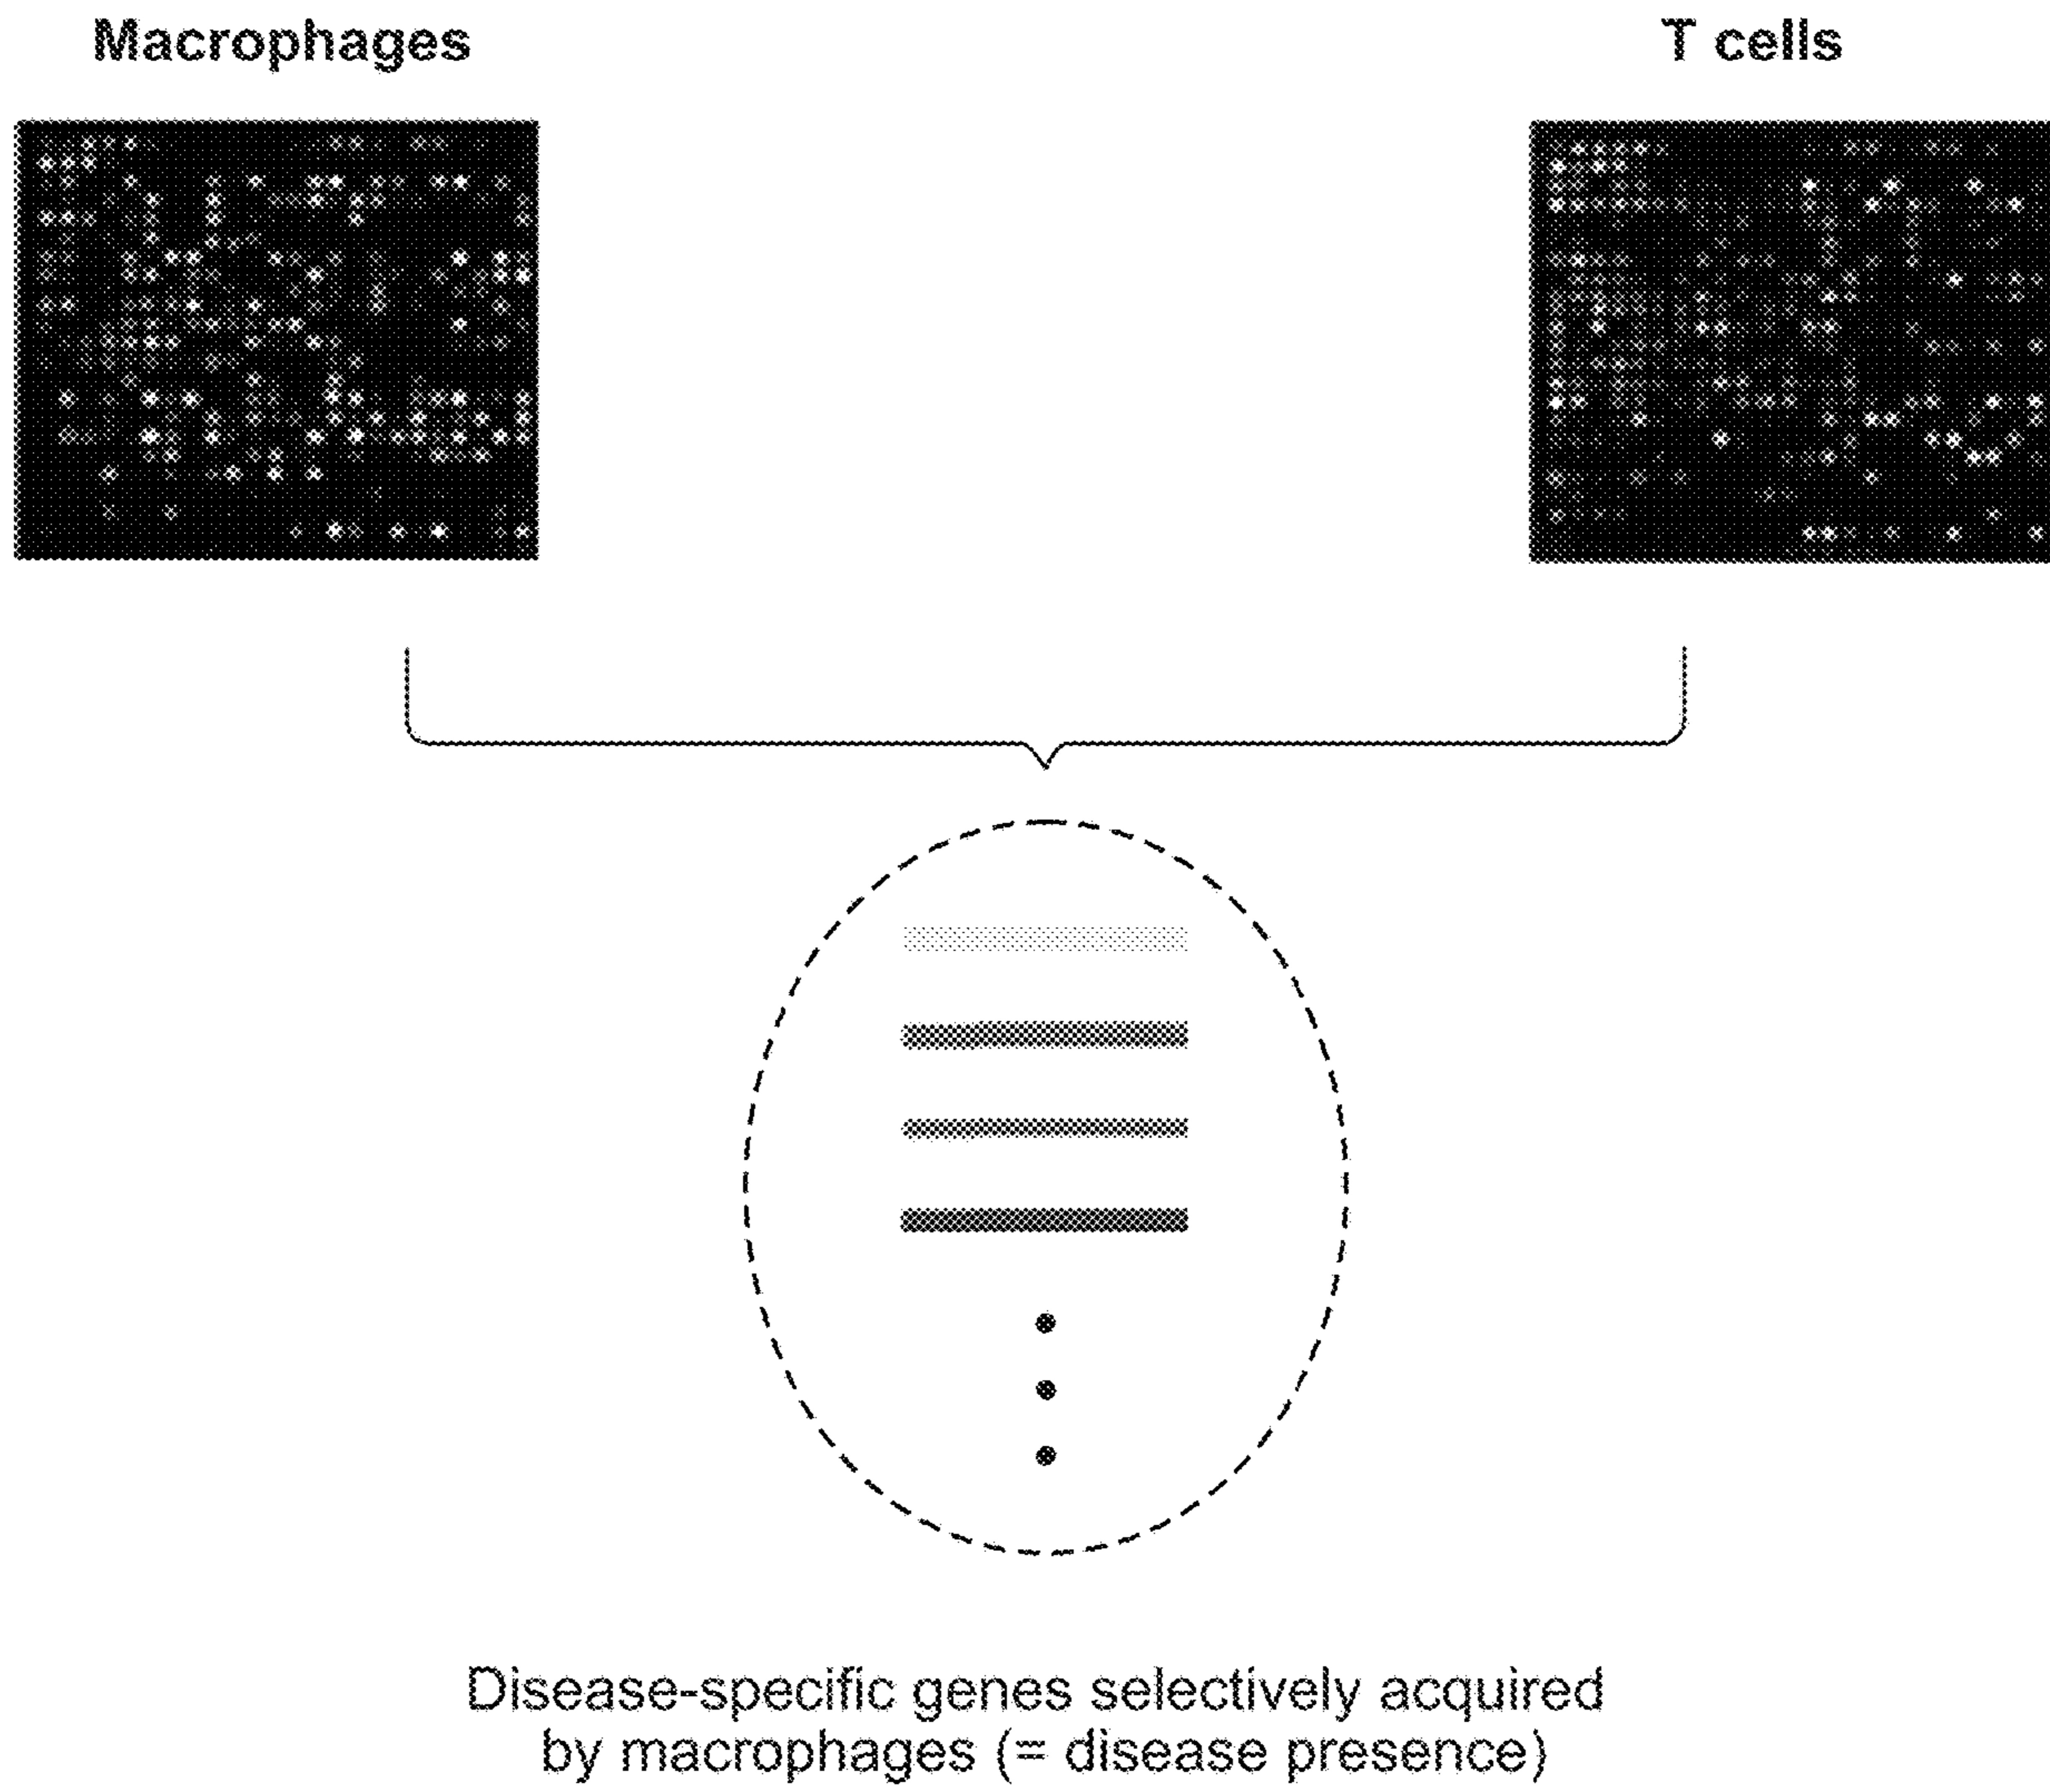 Macrophages
T cells
Disease-specific genes selectively acquired
by macrophages (= disease presence)